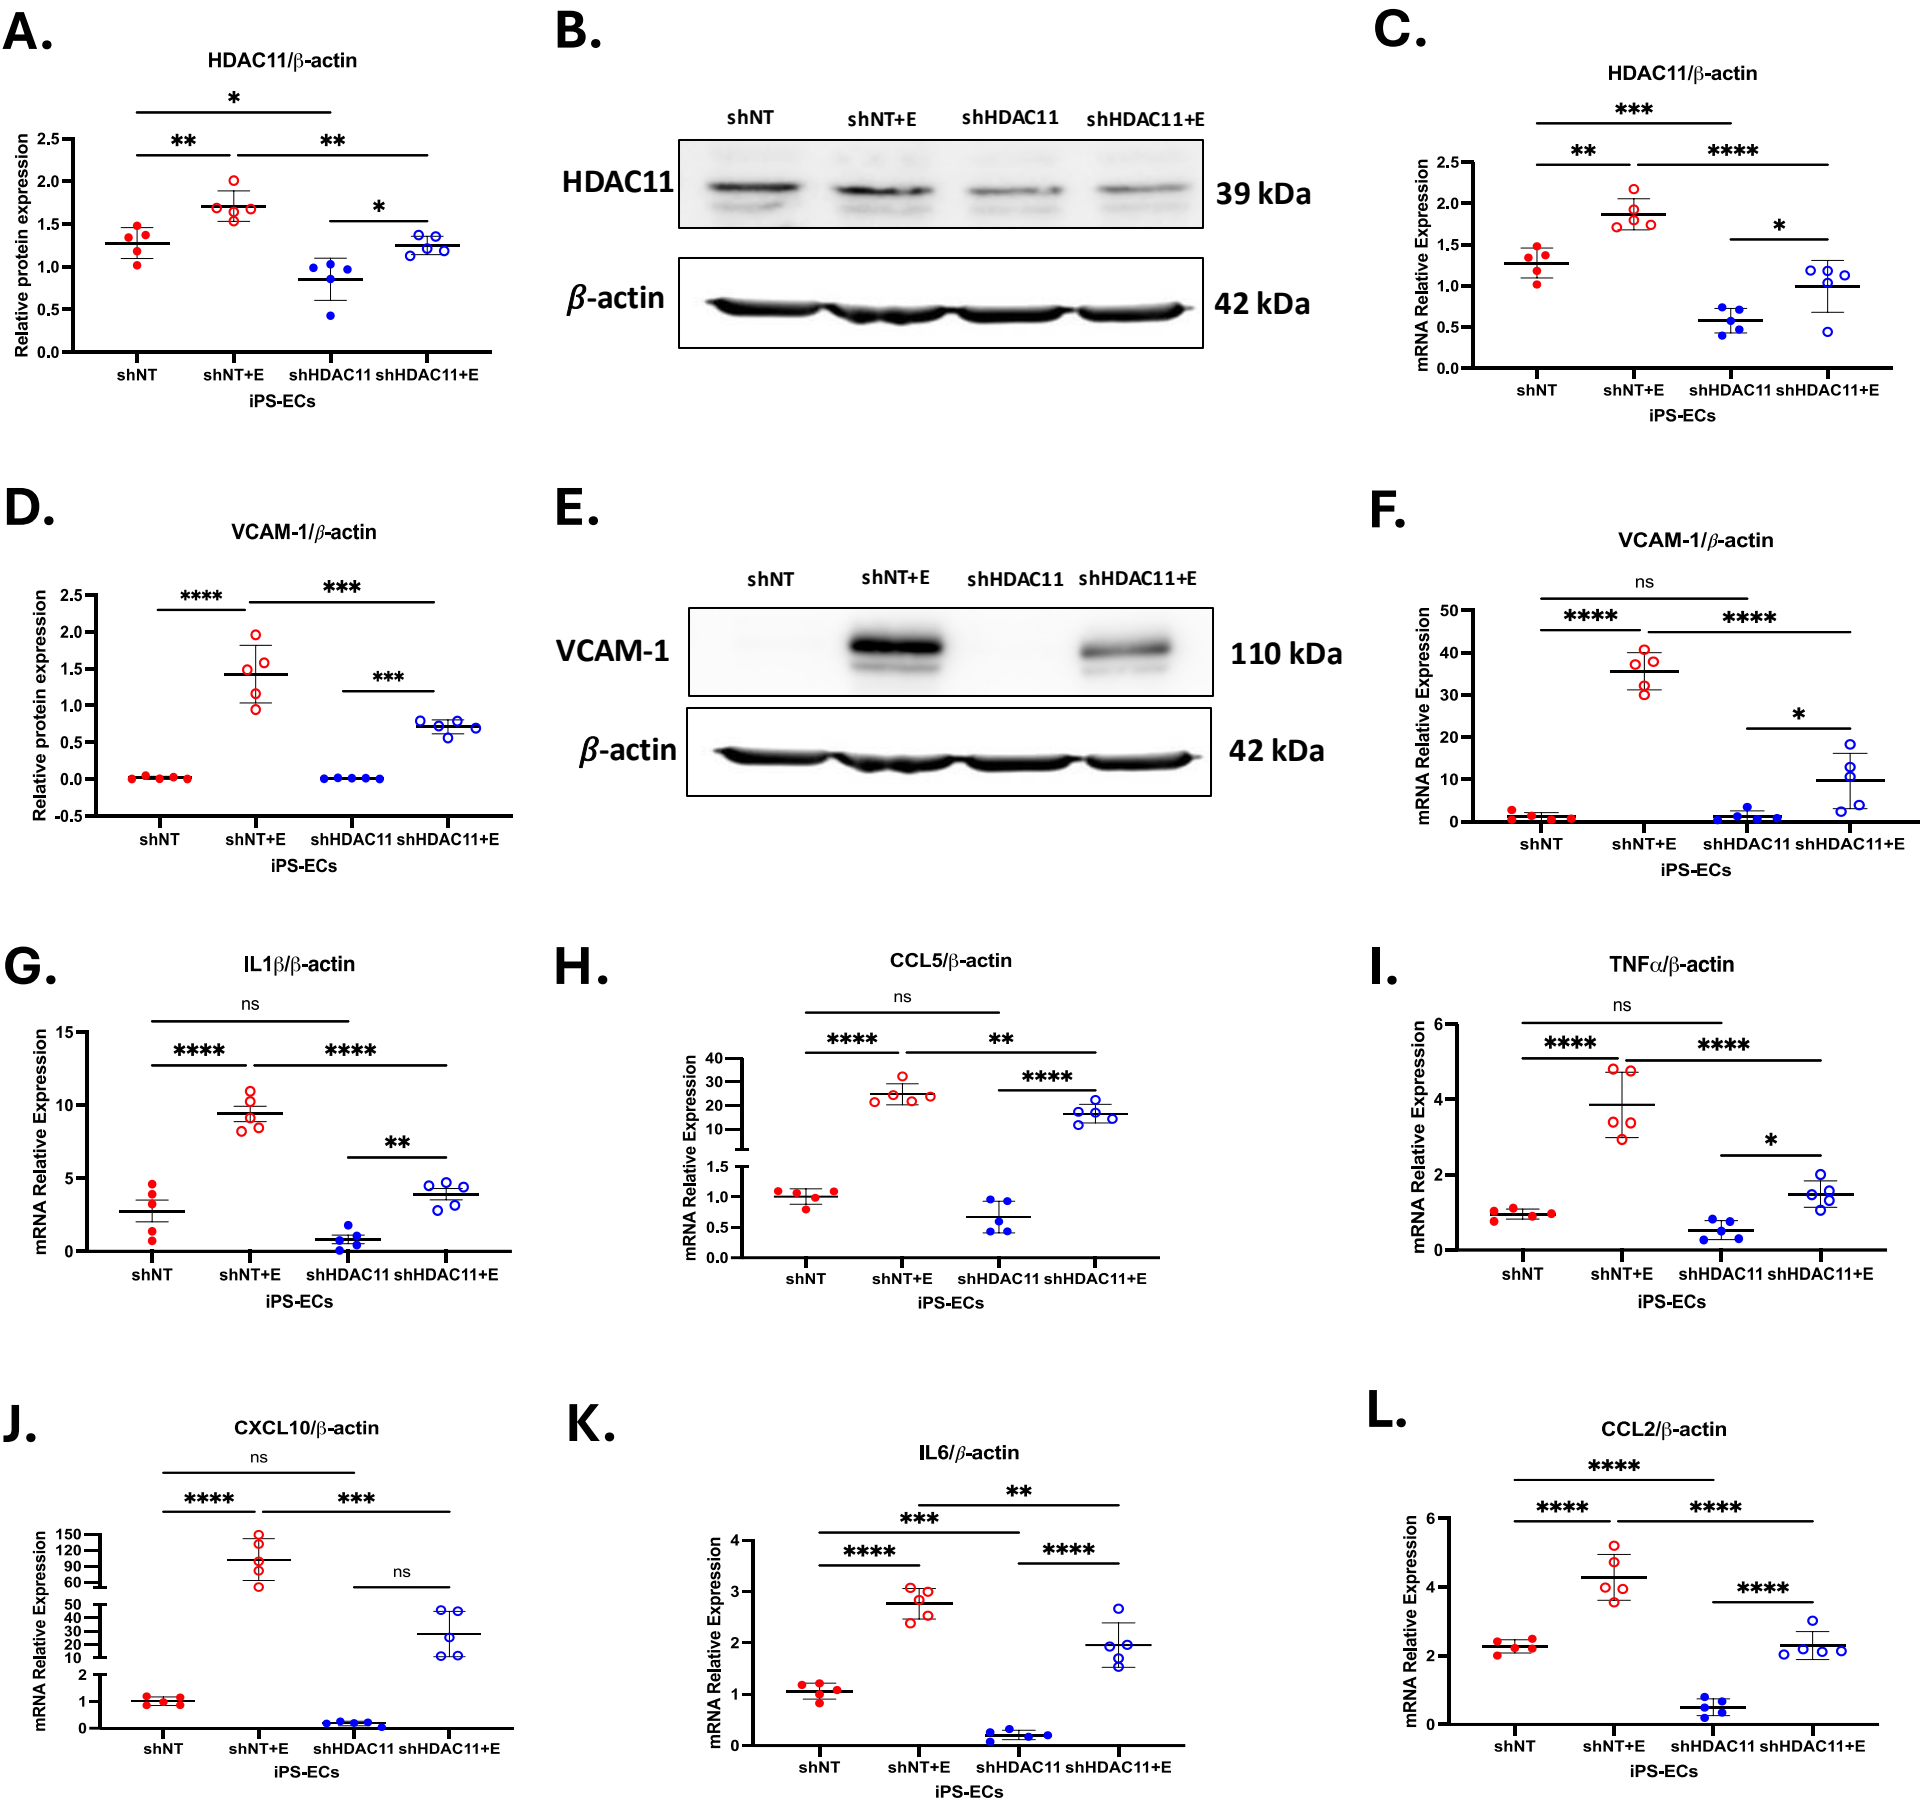 A.
HDAC11/β-actin
*
** **
*
Relative protein expression
2.5
2.0
1.5
1.0
0.5
0.0
shNT shNT+E shHDAC11 shHDAC11+E
iPS-ECs
B.
shNT shNT+E shHDAC11 shHDAC11+E
HDAC11 39 kDa
β-actin 42 kDa
C.
HDAC11/β-actin
***
** ****
*
mRNA Relative Expression
2.5
2.0
1.5
1.0
0.5
0.0
shNT shNT+E shHDAC11 shHDAC11+E
iPS-ECs
D.
VCAM-1/β-actin
**** ***
***
Relative protein expression
2.5
2.0
1.5
1.0
0.5
0.0
-0.5
shNT shNT+E shHDAC11 shHDAC11+E
iPS-ECs
E.
shNT shNT+E shHDAC11 shHDAC11+E
VCAM-1 110 kDa
β-actin 42 kDa
F.
VCAM-1/β-actin
ns
**** ****
*
mRNA Relative Expression
50
40
30
20
10
0
shNT shNT+E shHDAC11 shHDAC11+E
iPS-ECs
G.
IL1β/β-actin
ns
**** ****
**
mRNA Relative Expression
15
10
5
0
shNT shNT+E shHDAC11 shHDAC11+E
iPS-ECs
H.
CCL5/β-actin
ns
**** **
****
mRNA Relative Expression
40
30
20
10
1.5
1.0
0.5
0.0
shNT shNT+E shHDAC11 shHDAC11+E
iPS-ECs
I.
TNFα/β-actin
ns
**** ****
*
mRNA Relative Expression
6
4
2
0
shNT shNT+E shHDAC11 shHDAC11+E
iPS-ECs
J.
CXCL10/β-actin
ns
**** ***
ns
mRNA Relative Expression
150
120
90
60
50
40
30
20
10
2
1
0
shNT shNT+E shHDAC11 shHDAC11+E
iPS-ECs
K.
IL6/β-actin
**
***
**** ****
mRNA Relative Expression
4
3
2
1
0
shNT shNT+E shHDAC11 shHDAC11+E
iPS-ECs
L.
CCL2/β-actin
****
**** ****
****
mRNA Relative Expression
6
4
2
0
shNT shNT+E shHDAC11 shHDAC11+E
iPS-ECs